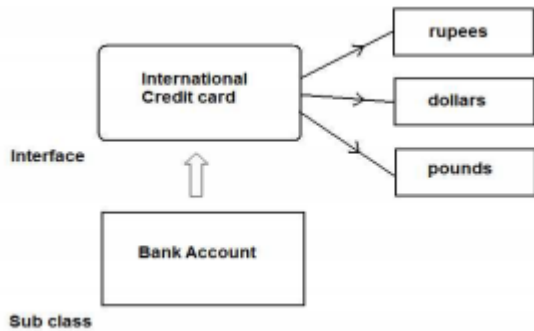 rupees
International
Credit card
dollars
Interface
pounds
Bank Account
Sub class